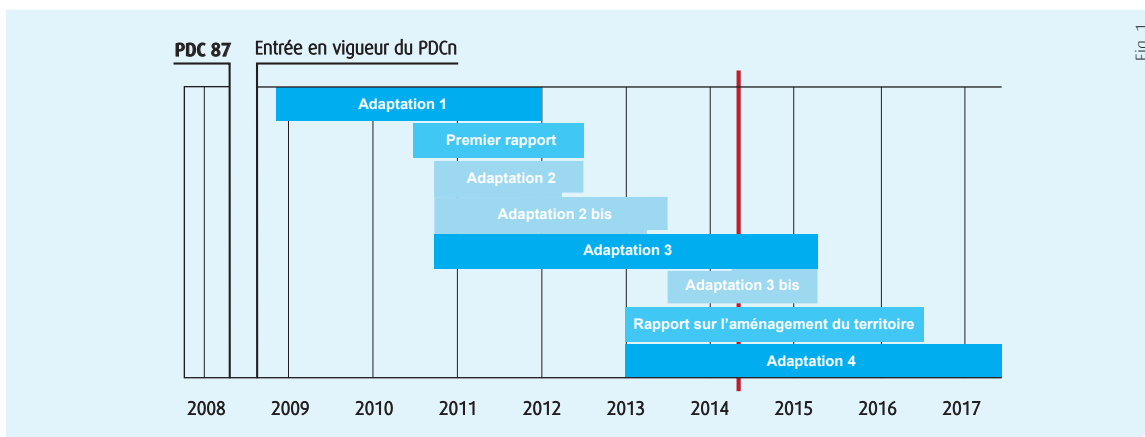 PDC 87
Entrée en vigueur du PDCn
Fig. 1
Adaptation 1
Premier rapport
Adaptation 2
Adaptation 2 bis
Adaptation 3
Adaptation 3 bis
Rapport sur l’aménagement du territoire
Adaptation 4
2008 2009 2010 2011 2012 2013 2014 2015 2016 2017